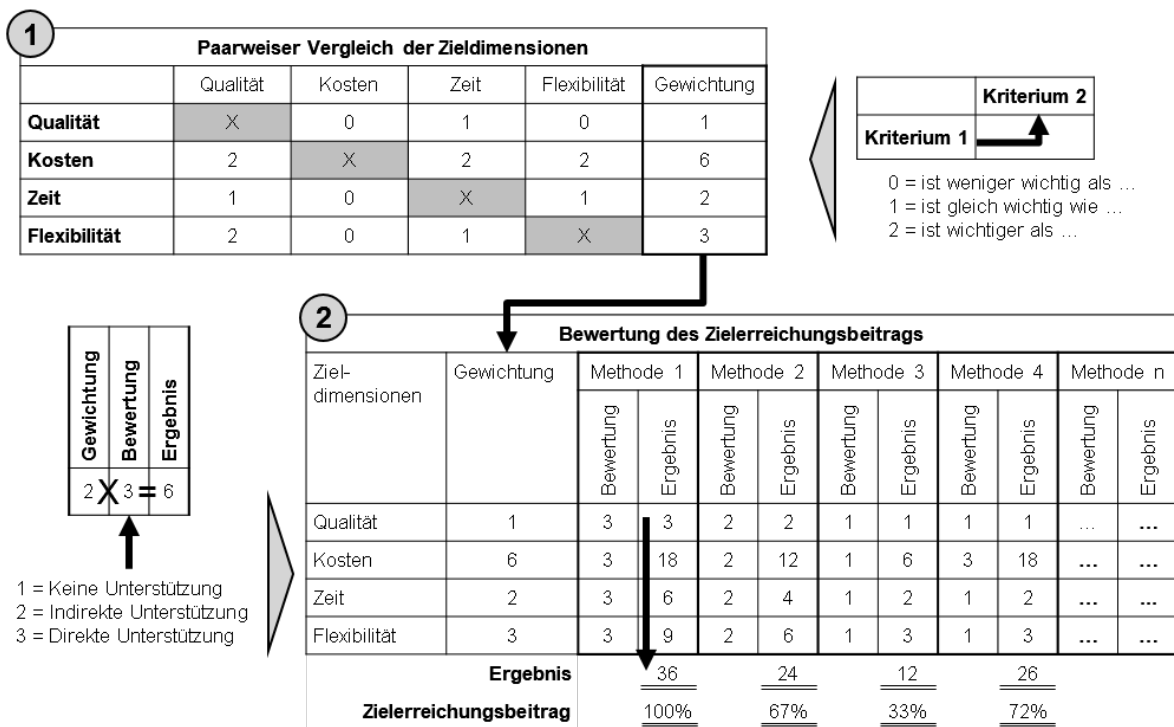 1
Paarweiser Vergleich der Zieldimensionen
Qualität Kosten Zeit Flexibilität Gewichtung
Qualität X 0 1 0 1
Kosten 2 X 2 2 6
Zeit 1 0 X 1 2
Flexibilität 2 0 1 X 3
Kriterium 2
Kriterium 1
0 = ist weniger wichtig als ...
1 = ist gleich wichtig wie ...
2 = ist wichtiger als ...
Gewichtung Bewertung Ergebnis
2 X 3 = 6
1 = Keine Unterstützung
2 = Indirekte Unterstützung
3 = Direkte Unterstützung
2
Bewertung des Zielerreichungsbeitrags
Ziel-
dimensionen
Gewichtung Methode 1 Methode 2 Methode 3 Methode 4 Methode n
Bewertung Ergebnis Bewertung Ergebnis Bewertung Ergebnis Bewertung Ergebnis Bewertung Ergebnis
Qualität 1 3 3 2 2 1 1 1 1 ... ...
Kosten 6 3 18 2 12 1 6 3 18 ... ...
Zeit 2 3 6 2 4 1 2 1 2 ... ...
Flexibilität 3 3 9 2 6 1 3 1 3 ... ...
Ergebnis 36 24 12 26
Zielerreichungsbeitrag 100% 67% 33% 72%